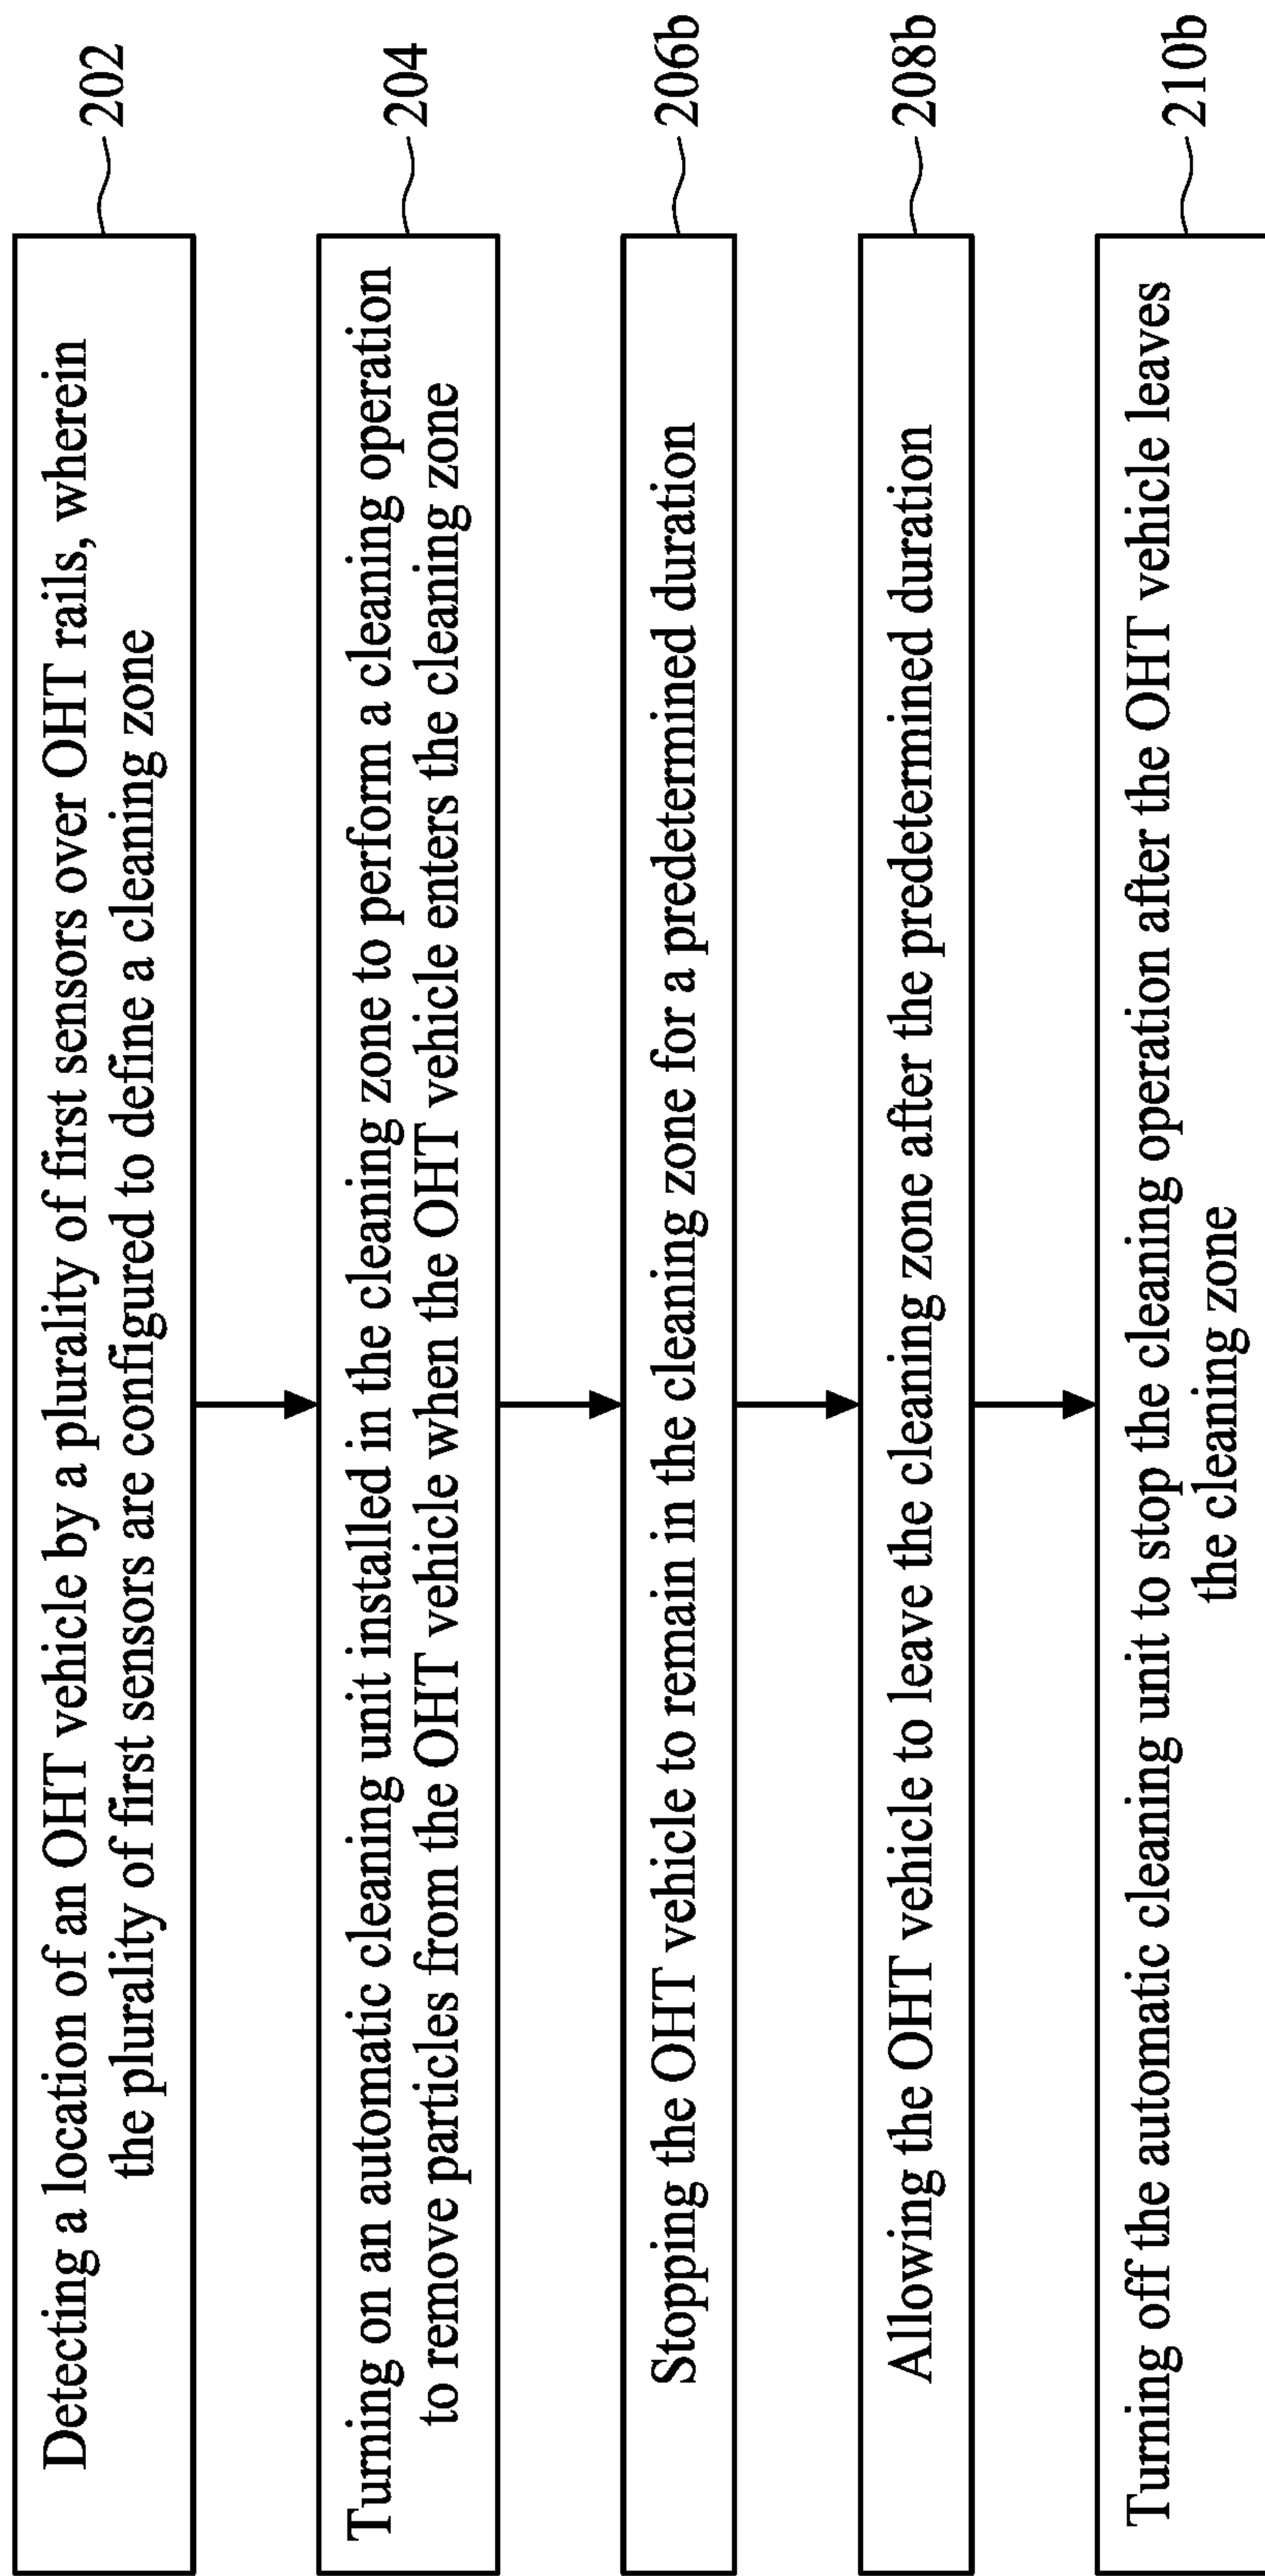 Detecting a location of an OHT vehicle by a plurality of first sensors over OHT rails, wherein
the plurality of first sensors are configured to define a cleaning zone
202
Turning on an automatic cleaning unit installed in the cleaning zone to perform a cleaning operation
to remove particles from the OHT vehicle when the OHT vehicle enters the cleaning zone
204
Stopping the OHT vehicle to remain in the cleaning zone for a predetermined duration
206b
Allowing the OHT vehicle to leave the cleaning zone after the predetermined duration
208b
Turning off the automatic cleaning unit to stop the cleaning operation after the OHT vehicle leaves
the cleaning zone
210b